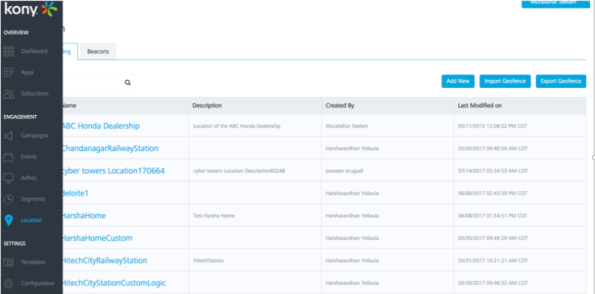 kony
Muralidhar Seelam
OVERVIEW
Dashboard
Apps
Subscribers
ENGAGEMENT
Campaigns
Events
Adhoc
Segments
Location
SETTINGS
Templates
Configuration
Beacons
Add New
Import Geofence
Export Geofence
Name Description Created By Last Modified on
ABC Honda Dealership Location of the ABC Honda Dealership Muralidhar Seelam 05/11/2015 12:08:02 PM CDT
ChandanagarRailwayStation Harshavardhan Yellaula 05/30/2017 09:40:56 AM CDT
cyber towers Location170664 cyber towers Location Description60248 praveen 07/14/2017 05:34:53 AM CDT
deloite1 Harshavardhan Yellaula 06/06/2017 02:43:50 PM CDT
HarshaHome Test Harsha Home Harshavardhan Yellaula 06/08/2017 01:34:51 PM CDT
HarshaHomeCustom Harshavardhan Yellaula 05/30/2017 09:49:29 AM CDT
HitechCityRailwayStation HitechStation Harshavardhan Yellaula 05/31/2017 10:21:31 AM CDT
HitechCityStationCustomLogic Harshavardhan Yellaula 05/30/2017 09:46:32 AM CDT